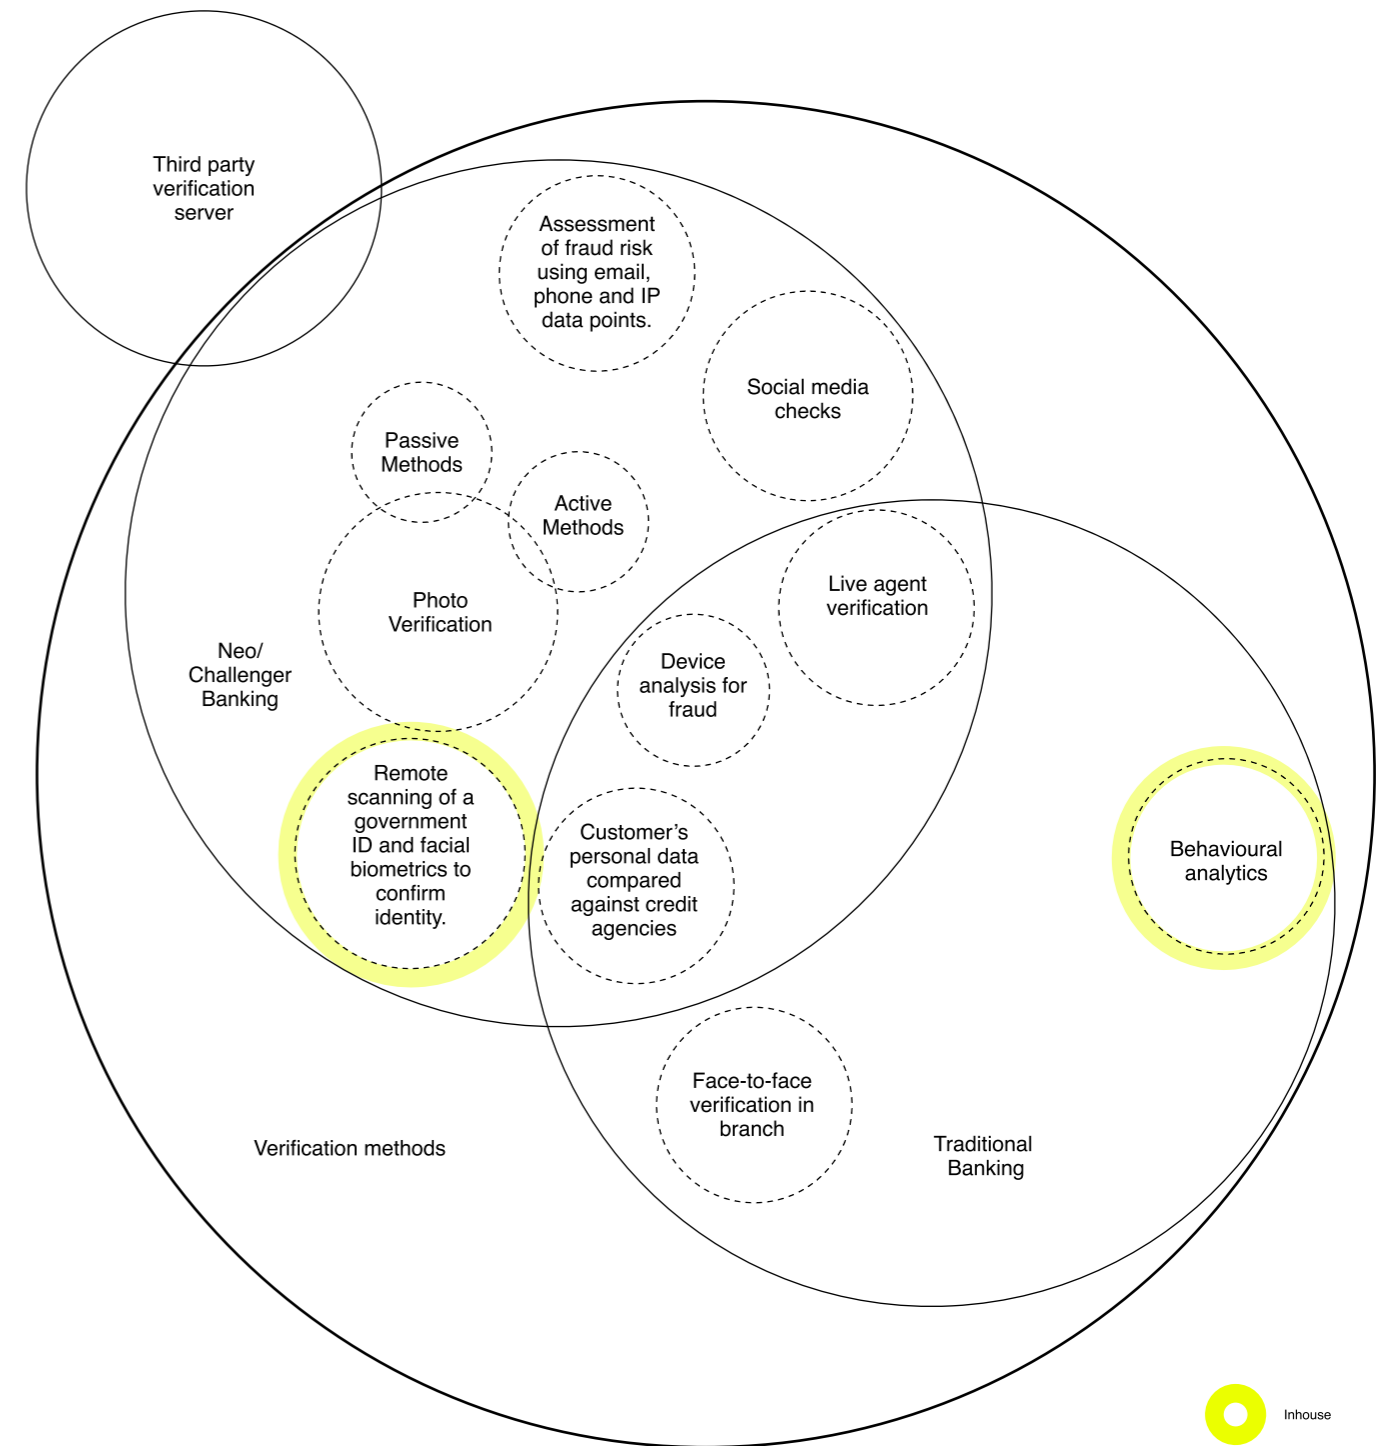 Third party
verification
server
Assessment
of fraud risk
using email,
phone and IP
data points.
Social media
checks
Passive
Methods
Active
Methods
Photo
Verification
Live agent
verification
Neo/
Challenger
Banking
Device
analysis for
fraud
Remote
scanning of a
government
ID and facial
biometrics to
confirm
identity.
Customer’s
personal data
compared
against credit
agencies
Behavioural
analytics
Face-to-face
verification in
branch
Verification methods
Traditional
Banking
Inhouse